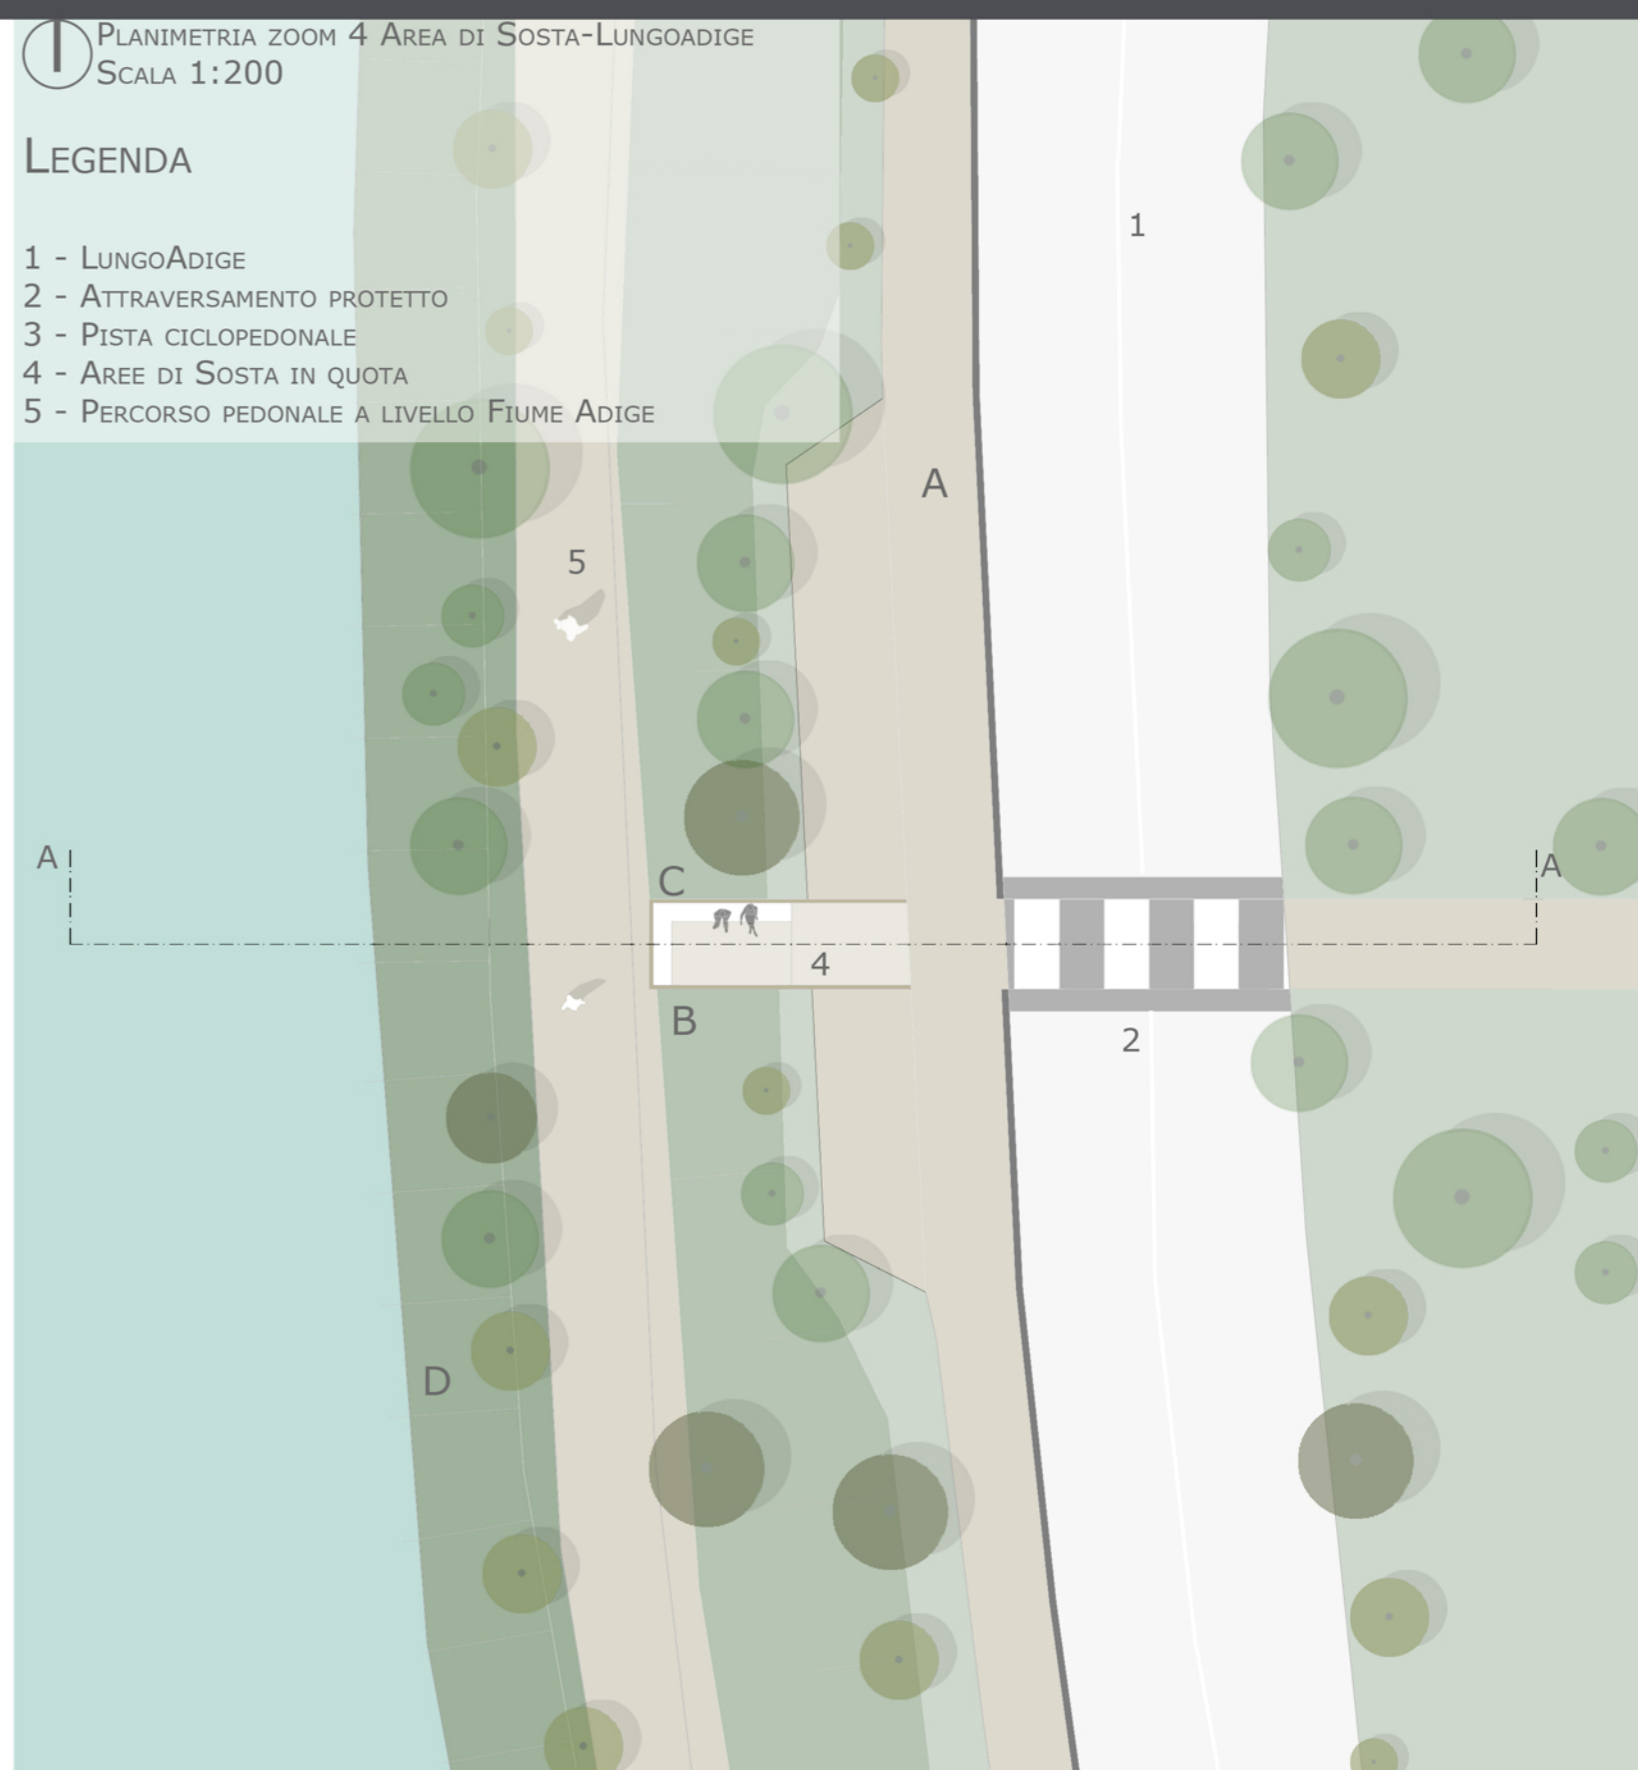 Planimetria zoom 4 Area di Sosta-Lungoadige
Scala 1:200
Legenda
1 - LungoAdige
2 - Attraversamento protetto
3 - Pista ciclopedonale
4 - Aree di Sosta in quota
5 - Percorso pedonale a livello Fiume Adige
1
A
5
A
A
C
4
B
2
D